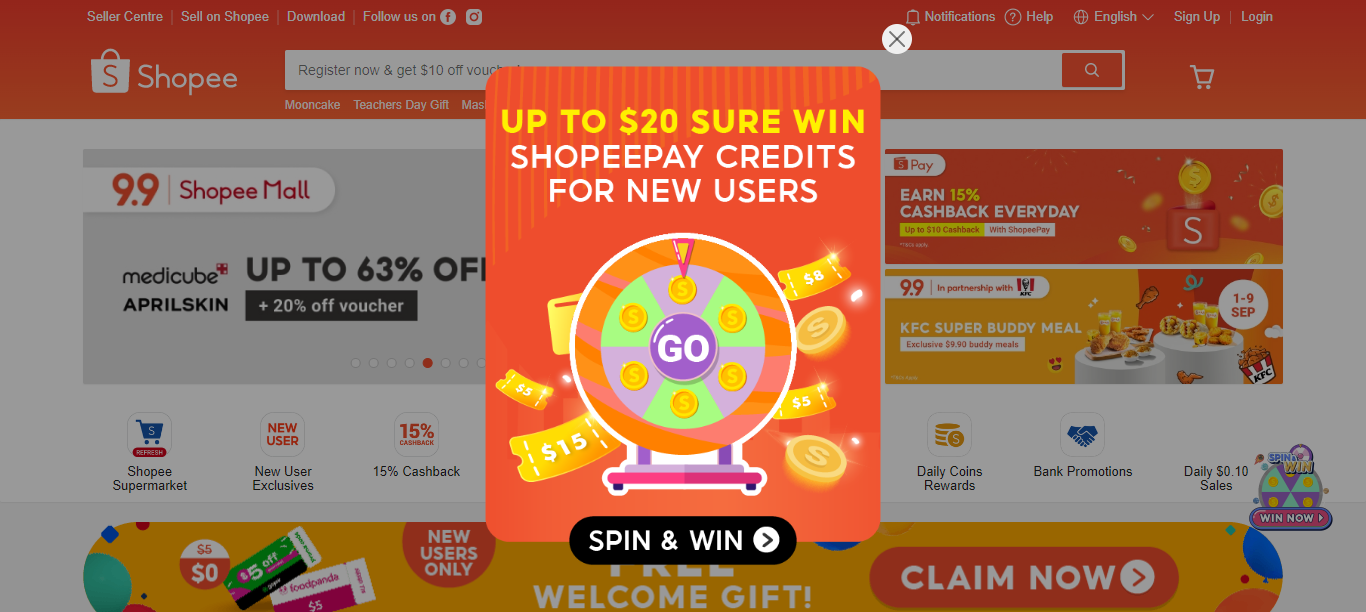 Seller Centre
Sell on Shopee
Download
Follow us on
Notifications
Help
English
Sign Up
Login
Shopee
Register now & get $10 off
Mooncake
Teachers Day Gift
UP TO $20 SURE WIN
SHOPEEPAY CREDITS
FOR NEW USERS
GO
$8
$5
$5
$15
SPIN & WIN
9.9 Shopee Mall
medicube
APRILSKIN
UP TO 63% OFF
+ 20% off voucher
S Pay
EARN 15%
CASHBACK EVERYDAY
Up to $10 Cashback With ShopeePay
S
9.9 In partnership with KFC
1-9
SEP
KFC SUPER BUDDY MEAL
Exclusive $9.90 buddy meals
KFC
REFRESH
Shopee
Supermarket
NEW
USER
New User
Exclusives
15%
CASHBACK
15% Cashback
Daily Coins
Rewards
Bank Promotions
Daily $0.10
Sales
SPIN &
WIN
WIN NOW
$5
$0
$5 off
foodpanda
$5
NEW
USERS
ONLY
FREE
WELCOME GIFT!
CLAIM NOW